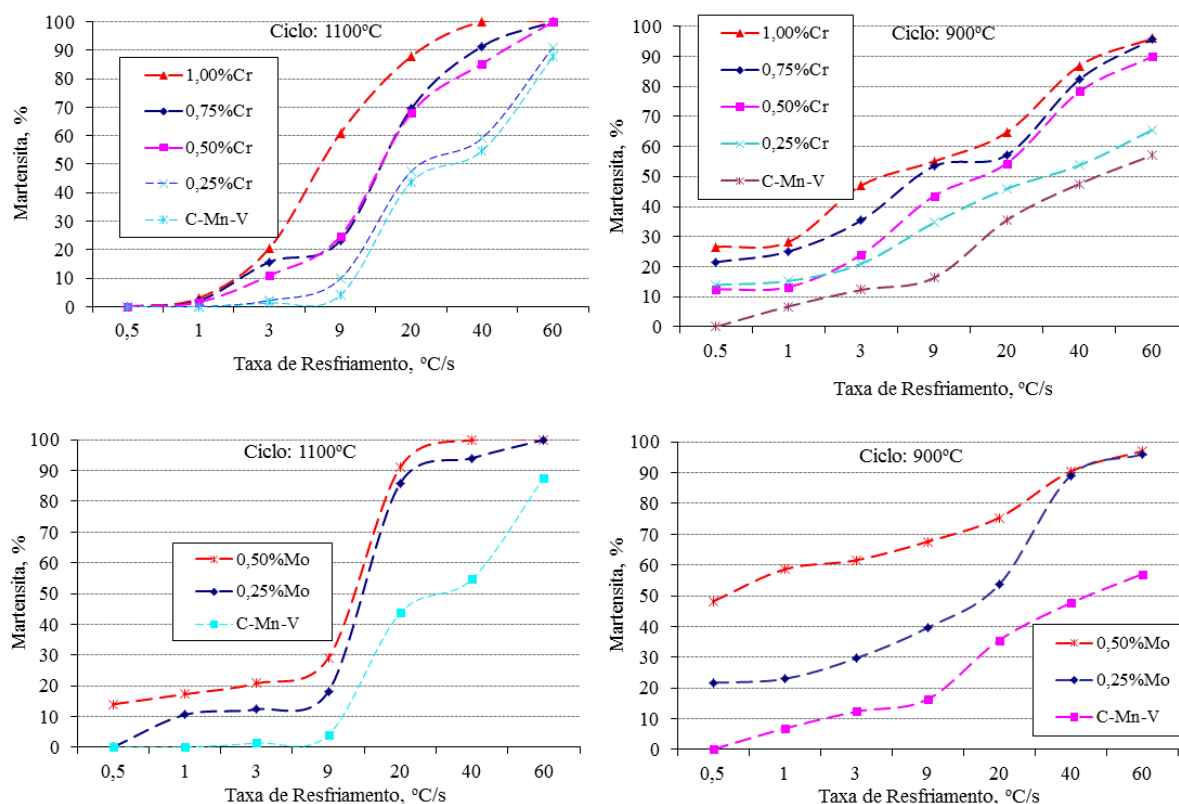 Ciclo: 1100ºC
Martensita, %
100
90
80
70
60
50
40
30
20
10
0
1,00%Cr
0,75%Cr
0,50%Cr
0,25%Cr
C-Mn-V
0,5 1 3 9 20 40 60
Taxa de Resfriamento, ºC/s
Ciclo: 900ºC
Martensita, %
100
90
80
70
60
50
40
30
20
10
0
1,00%Cr
0,75%Cr
0,50%Cr
0,25%Cr
C-Mn-V
0.5 1 3 9 20 40 60
Taxa de Resfriamento, ºC/s
Ciclo: 1100ºC
Martensita, %
100
90
80
70
60
50
40
30
20
10
0
0,50%Mo
0,25%Mo
C-Mn-V
0,5 1 3 9 20 40 60
Taxa de Resfriamento, ºC/s
Ciclo: 900ºC
Martensita, %
100
90
80
70
60
50
40
30
20
10
0
0,50%Mo
0,25%Mo
C-Mn-V
0,5 1 3 9 20 40 60
Taxa de Resfriamento, ºC/s